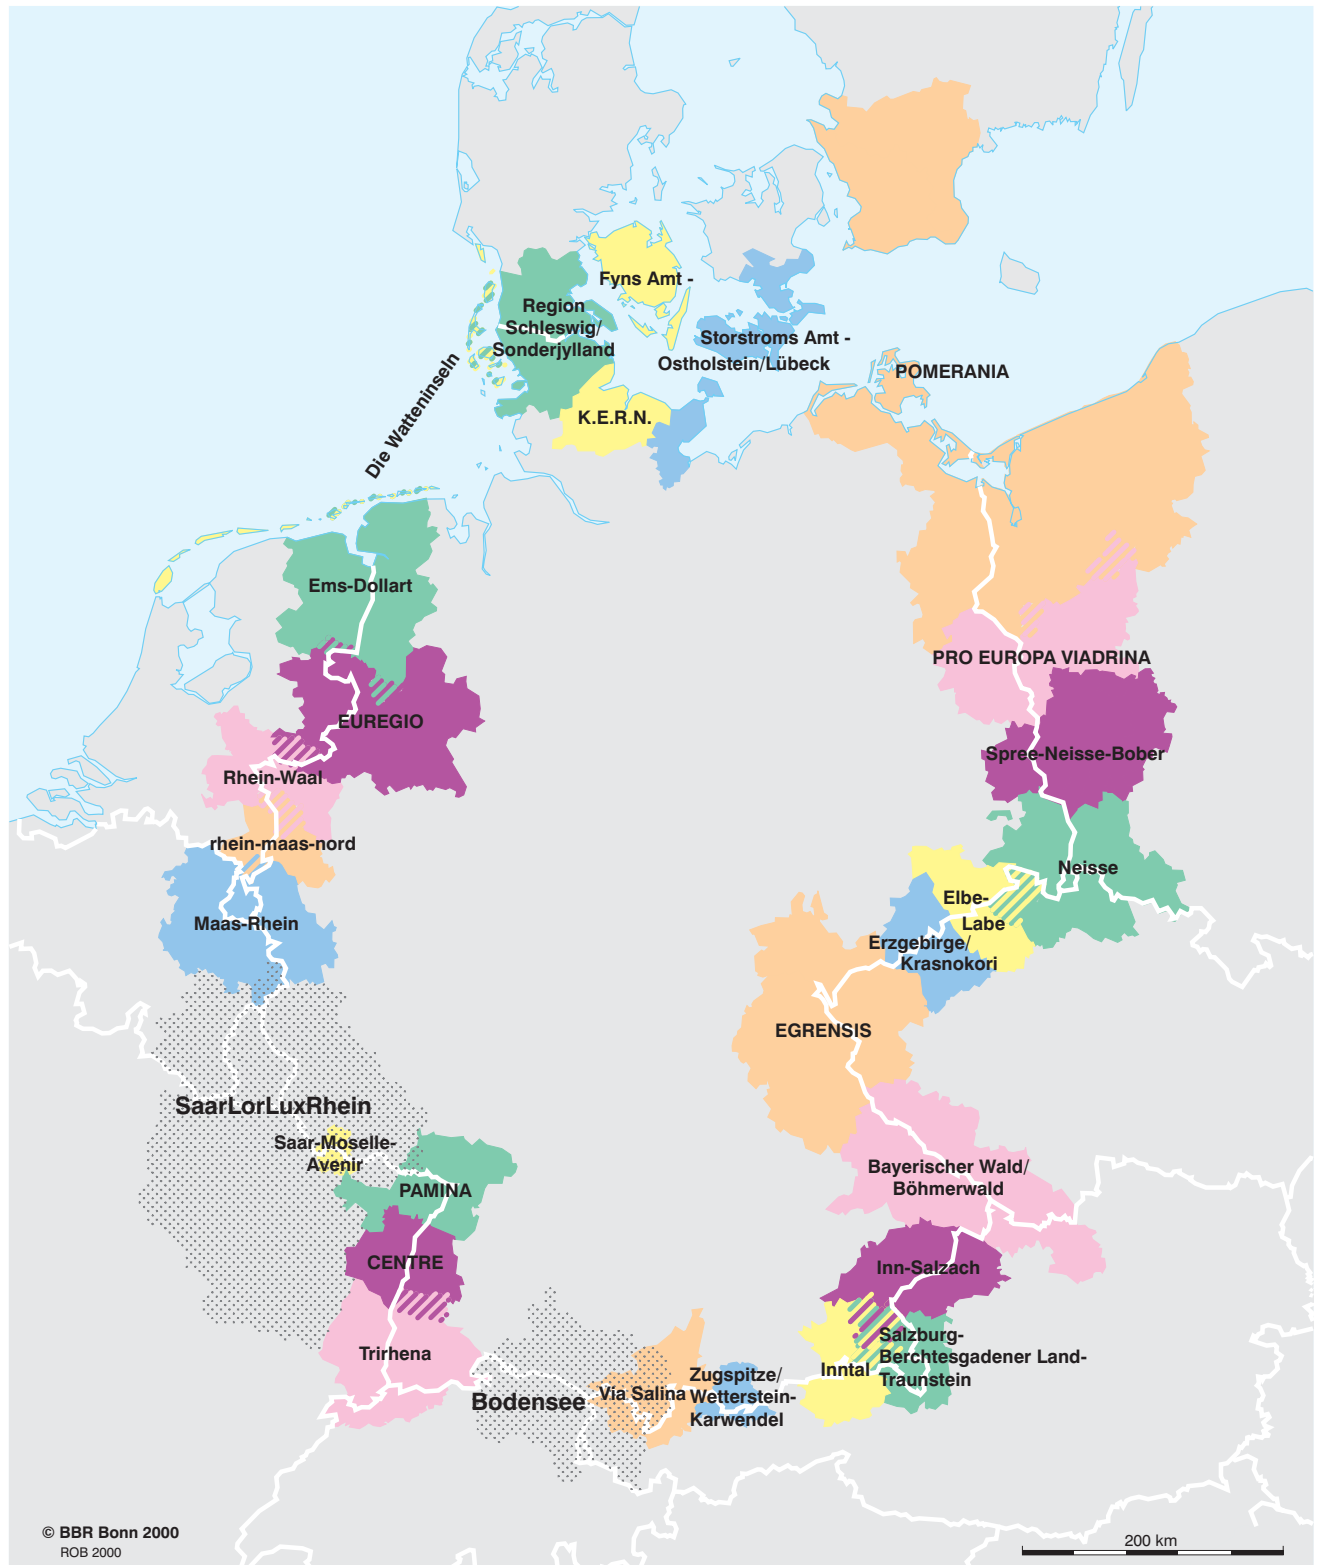 Fyns Amt -
Region
Schleswig/
Sonderjylland
Storstroms Amt -
Ostholstein/Lübeck
POMERANIA
K.E.R.N.
Die Watteninseln
Ems-Dollart
PRO EUROPA VIADRINA
EUREGIO
Spree-Neisse-Bober
Rhein-Waal
rhein-maas-nord
Neisse
Elbe-
Labe
Maas-Rhein
Erzgebirge/
Krasnokori
EGRENSIS
SaarLorLuxRhein
Saar-Moselle-
Avenir
Bayerischer Wald/
Böhmerwald
PAMINA
CENTRE
Inn-Salzach
Salzburg-
Berchtesgadener Land-
Traunstein
Trirhena
Inntal
Zugspitze/
Wetterstein-
Karwendel
Via Salina
Bodensee
© BBR Bonn 2000
ROB 2000
200 km